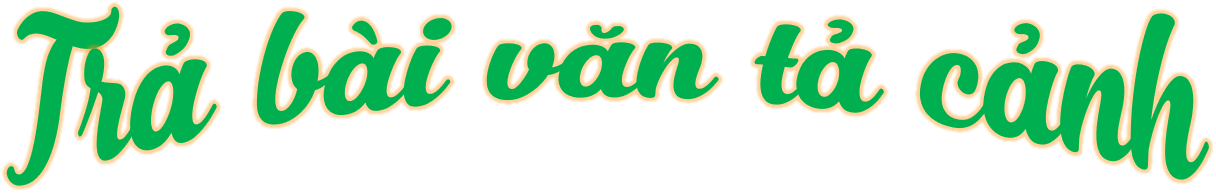 Trả bài văn tả cảnh